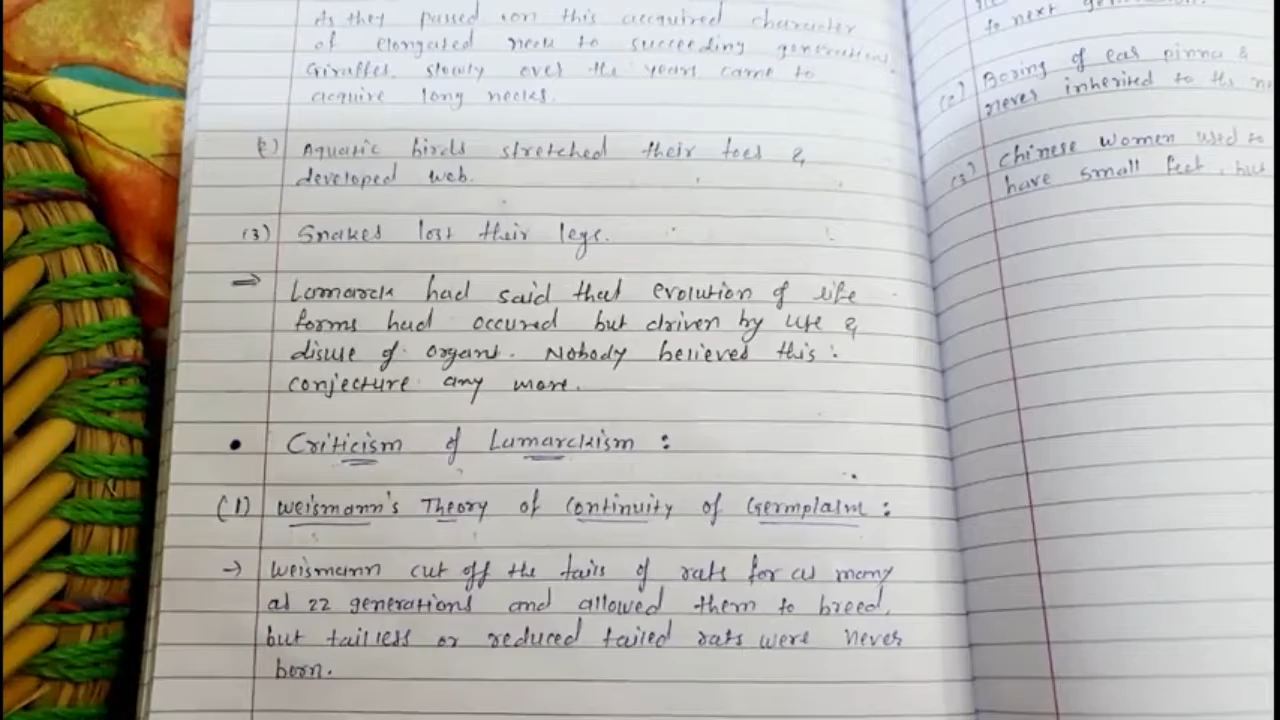 As they passed on this accquired character
of elongated neck to succeeding generations.
Giraffes slowly over the years came to
acquire long necks.
Aquatic birds stretched their toes &
developed web.
(3) Snakes lost their legs.
⇒ Lamarck had said that evolution of life
forms had occured but driven by use &
disuse of organs. Nobody believed this
conjecture any more.
• Criticism of Lamarckism :
(1) Weismann's Theory of Continuity of Germplasm :
→ Weismann cut off the tails of rats for as many
as 22 generations and allowed them to breed,
but tailless or reduced tailed rats were never
born.
to next
Boring of ear pinna &
never inherited to the
(3) Chinese women used to
have small feet, but